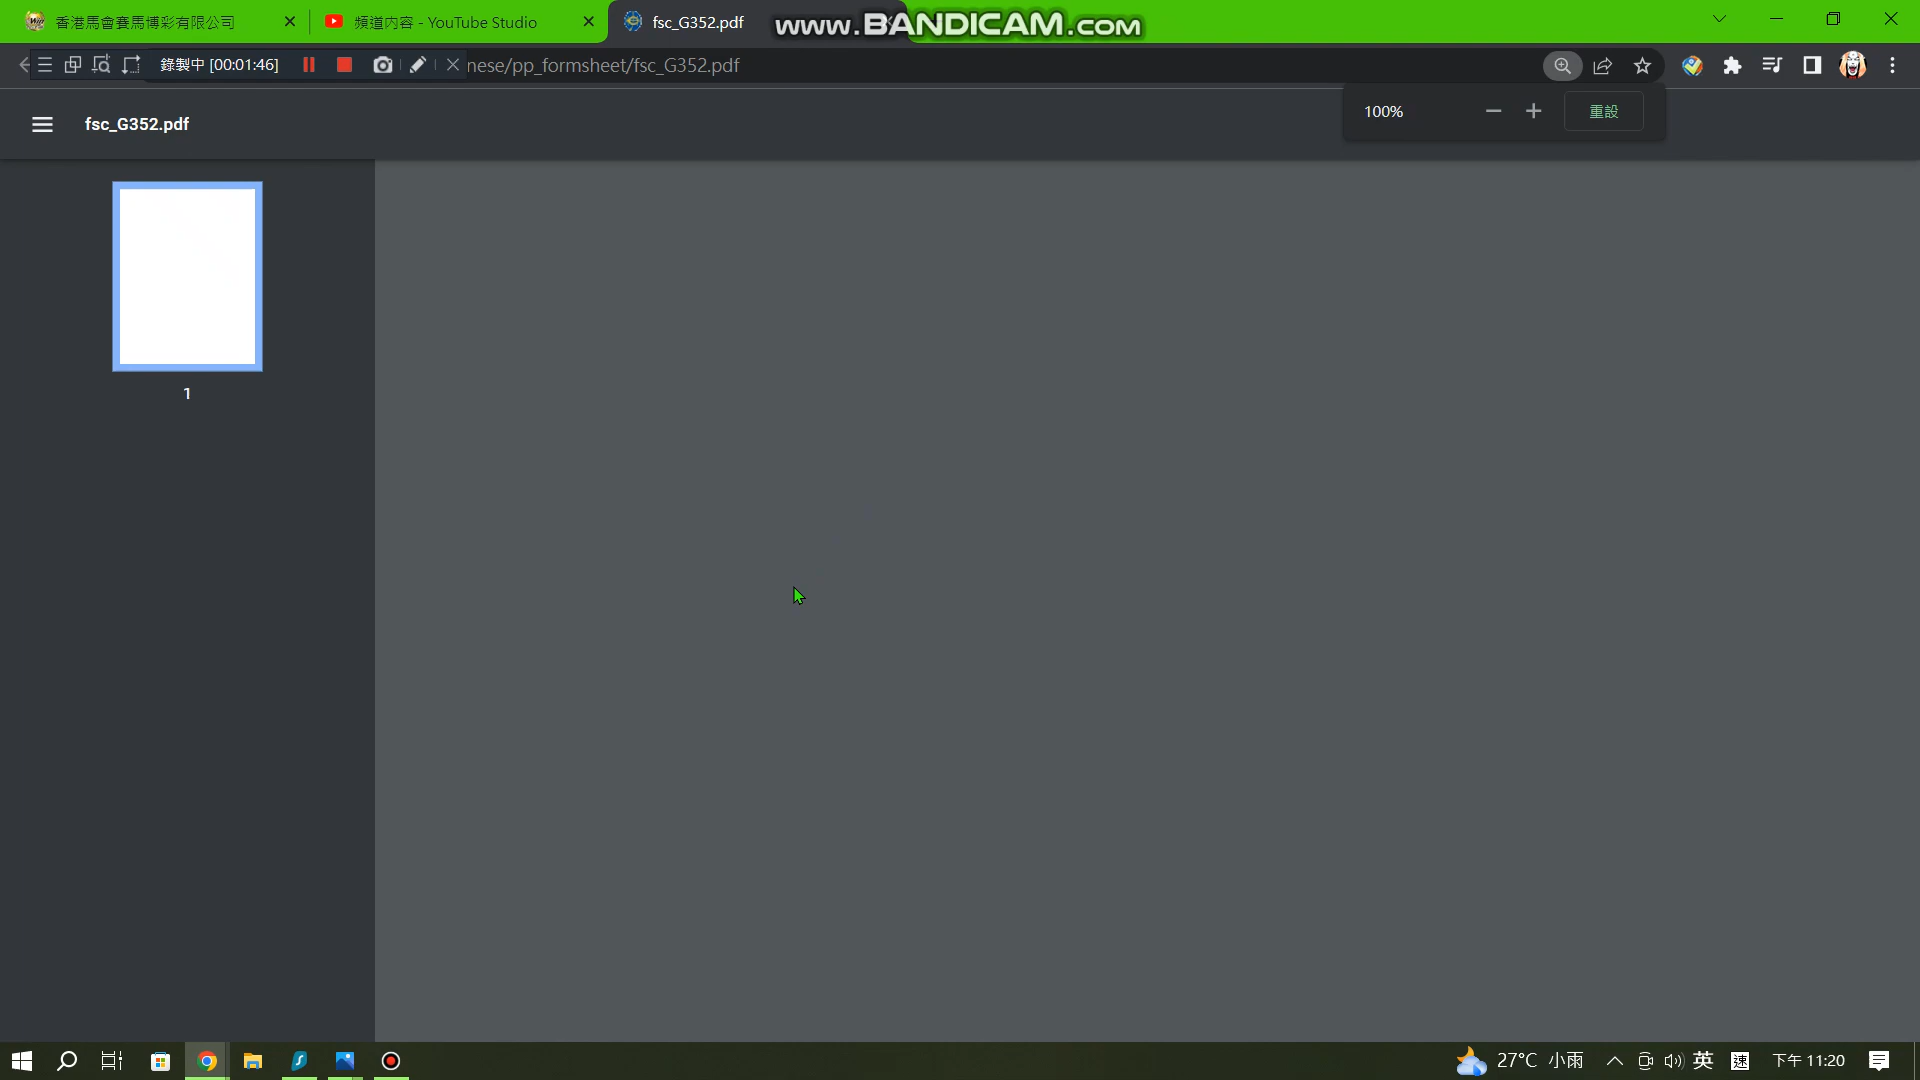 香港馬會賽馬博彩有限公司
頻道內容 - YouTube Studio
fsc_G352.pdf
www.BANDICAM.com
錄製中 [00:01:46]
nese/pp_formsheet/fsc_G352.pdf
100%
重設
fsc_G352.pdf
1
27°C 小雨
英
速
下午 11:20